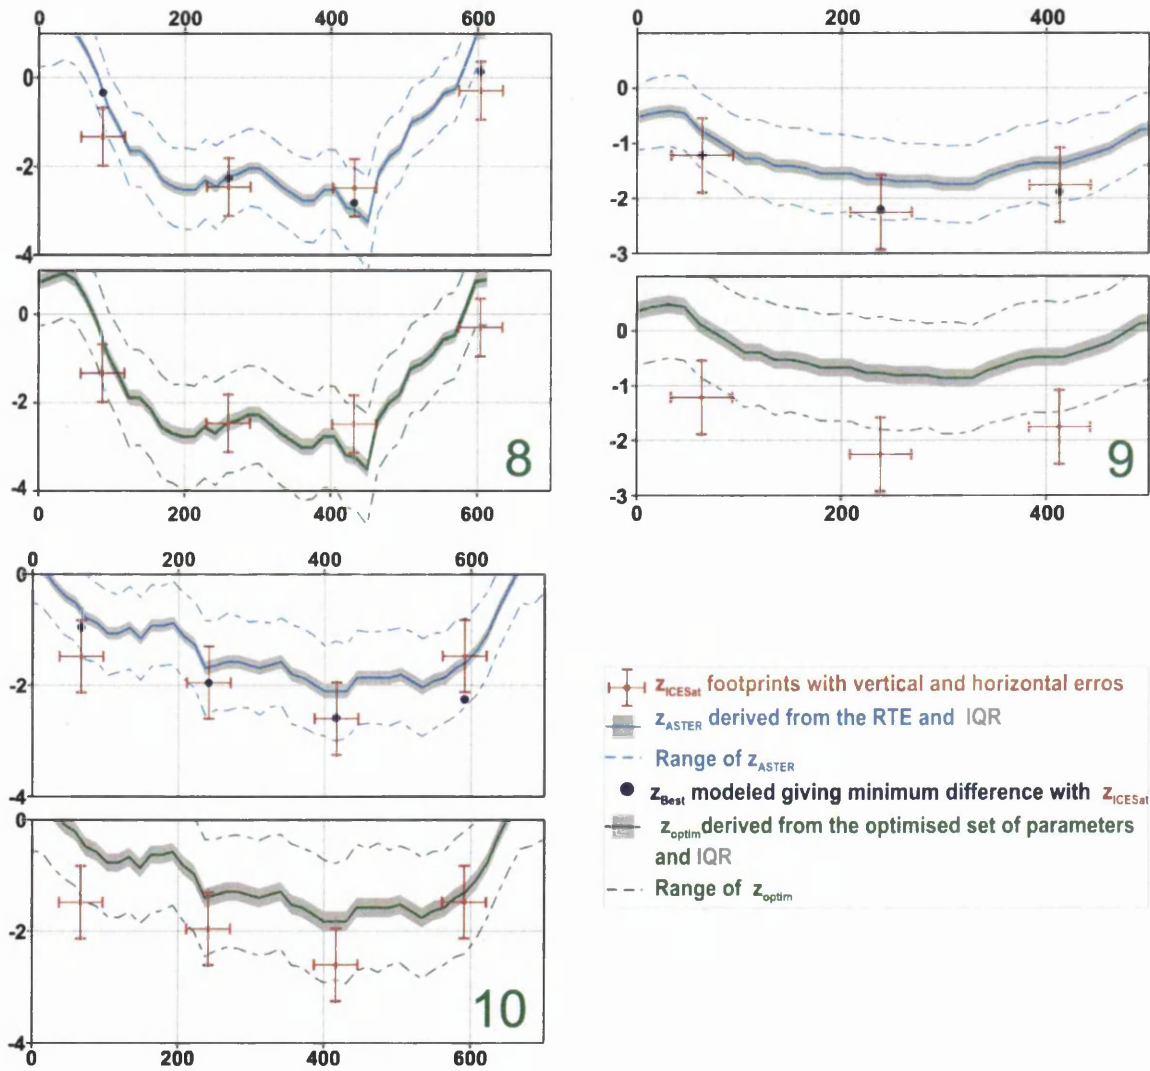 0 200 400 600
0
-2
-4
0
-2
-4
0 200 400 600
8
0 200 400
0
-1
-2
-3
0
-1
-2
-3
0 200 400
9
0 200 400 600
0
-2
-4
0
-2
-4
0 200 400 600
10
zICESat footprints with vertical and horizontal erros
zASTER derived from the RTE and IQR
Range of zASTER
zBest modeled giving minimum difference with zICESat
zoptim derived from the optimised set of parameters
and IQR
Range of zoptim